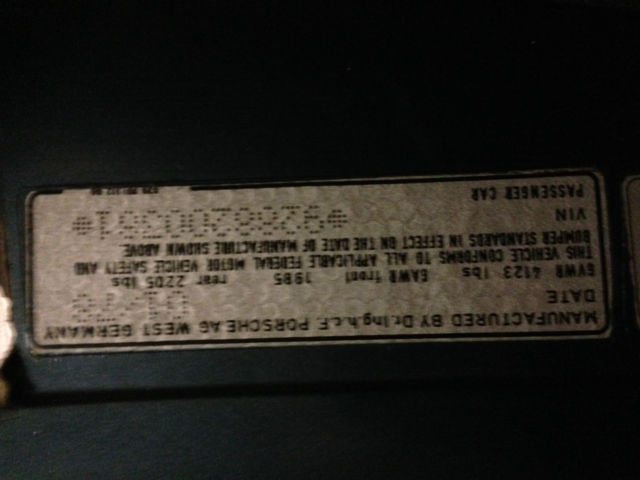 MANUFACTURED BY Dr.Ing.h.c.F. PORSCHE AG WEST GERMANY
DATE
GVWR 4123 lbs GAWR front 1985 rear 2205 lbs
THIS VEHICLE CONFORMS TO ALL APPLICABLE FEDERAL MOTOR VEHICLE SAFETY AND
BUMPER STANDARDS IN EFFECT ON THE DATE OF MANUFACTURE SHOWN ABOVE.
VIN
PASSENGER CAR